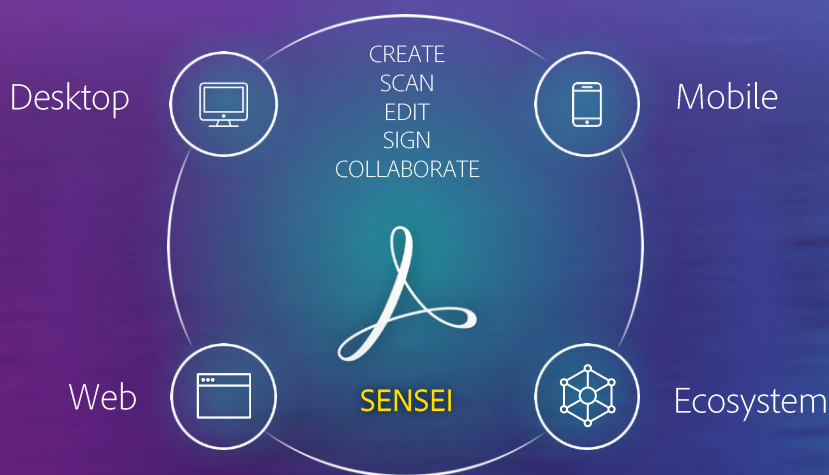 CREATE
SCAN
EDIT
SIGN
COLLABORATE
Desktop
Mobile
Web
SENSEI
Ecosystem